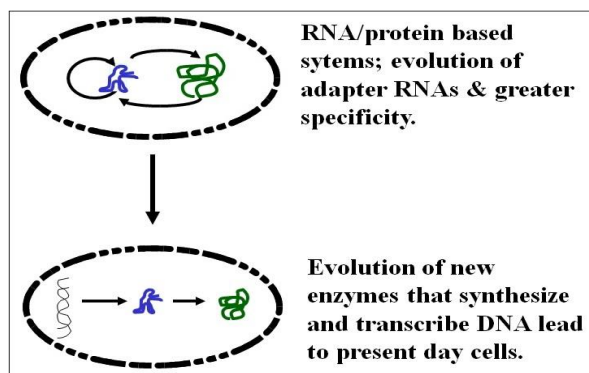 RNA/protein based
sytems; evolution of
adapter RNAs & greater
specificity.
Evolution of new
enzymes that synthesize
and transcribe DNA lead
to present day cells.